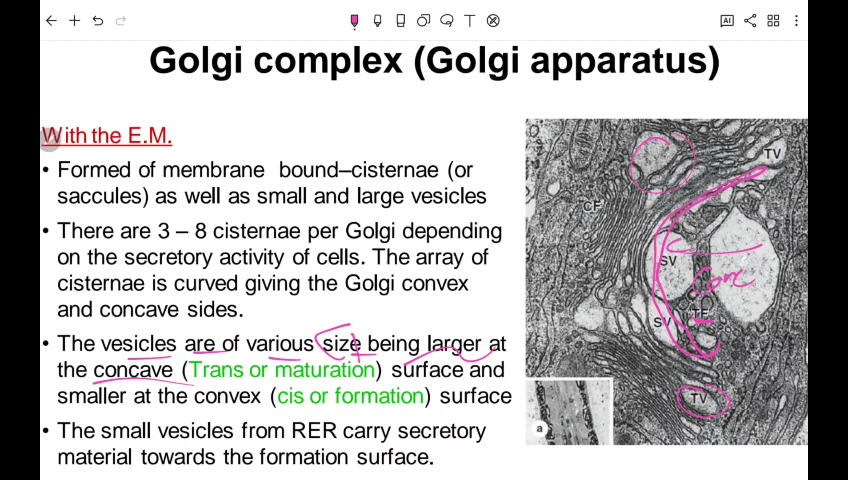 AI
T
Golgi complex (Golgi apparatus)
With the E.M.
• Formed of membrane bound–cisternae (or
saccules) as well as small and large vesicles
• There are 3 – 8 cisternae per Golgi depending
on the secretory activity of cells. The array of
cisternae is curved giving the Golgi convex
and concave sides.
• The vesicles are of various size being larger at
the concave (Trans or maturation) surface and
smaller at the convex (cis or formation) surface
• The small vesicles from RER carry secretory
material towards the formation surface.
TV
CF
SV
Conc
SV
TF
TV
a